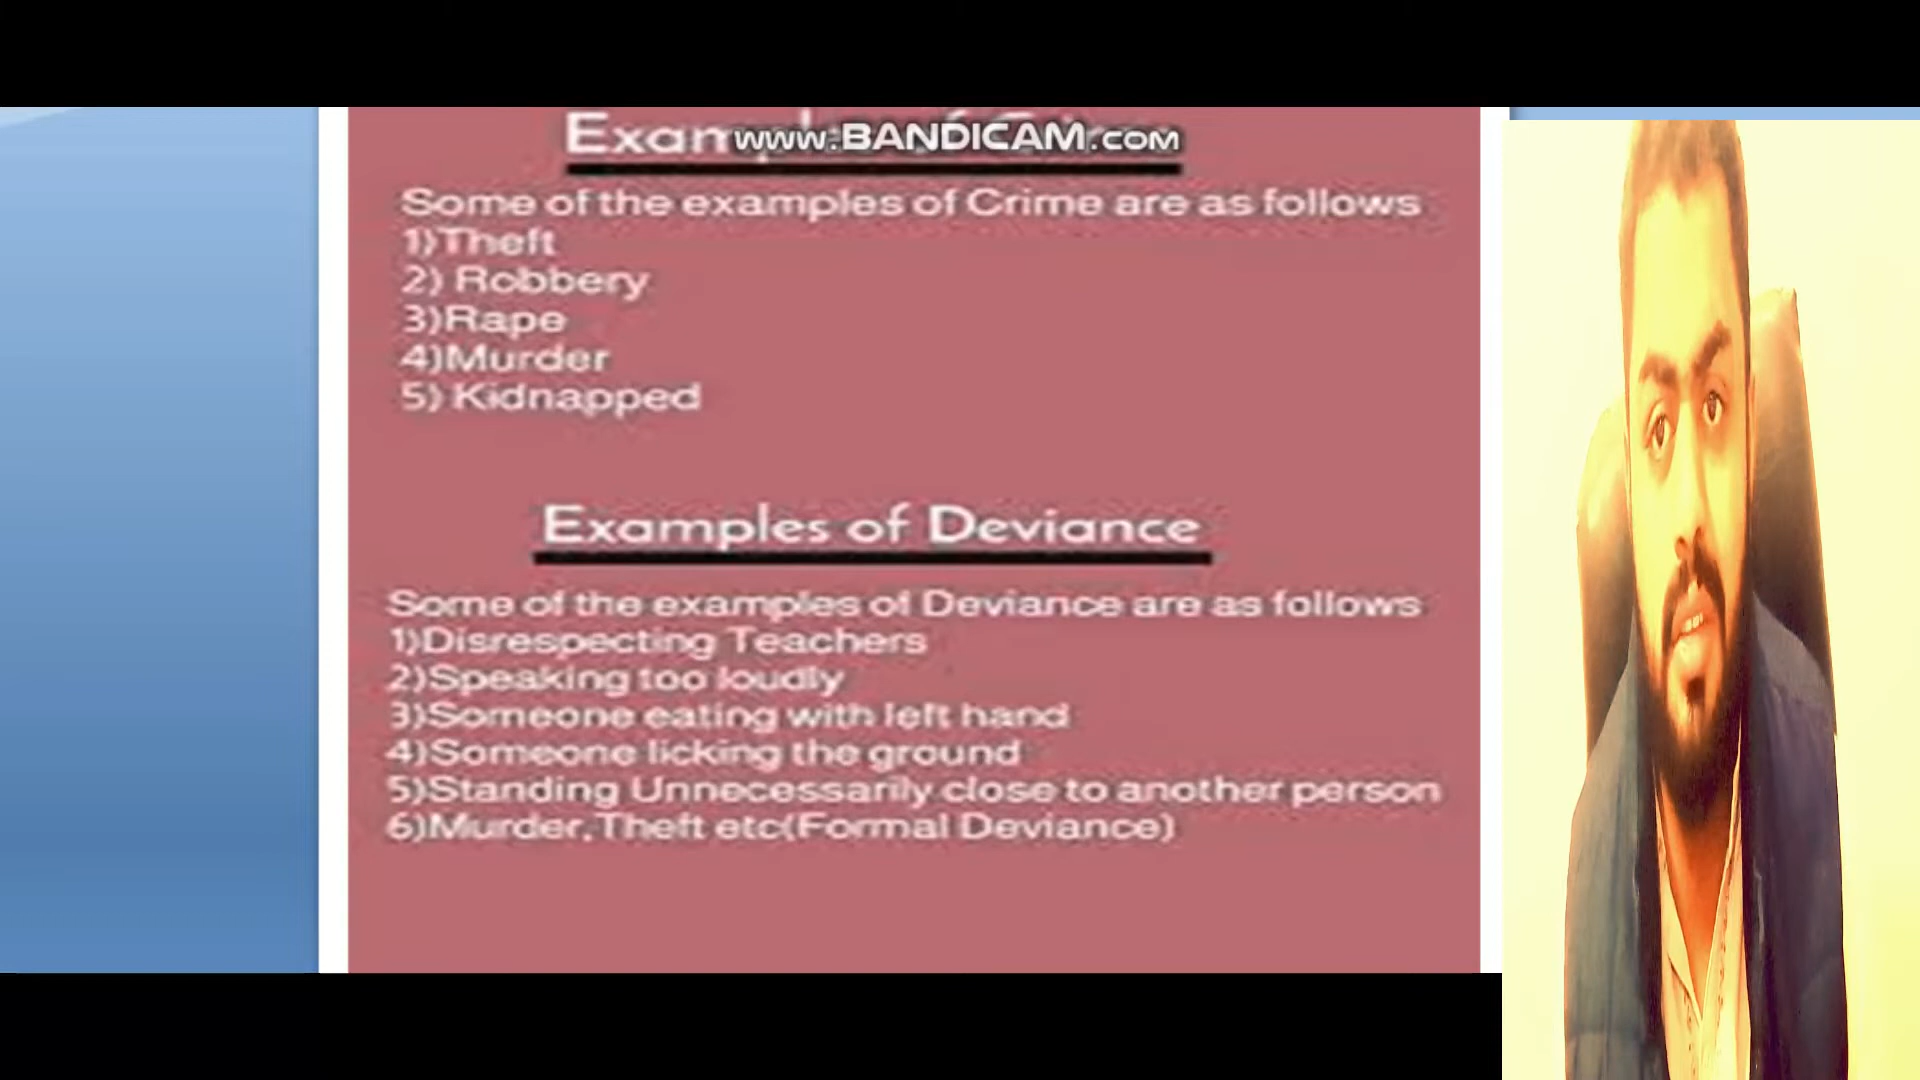 www.BANDICAM.com
Some of the examples of Crime are as follows
1)Theft
2) Robbery
3)Rape
4)Murder
5) Kidnapped
Examples of Deviance
Some of the examples of Deviance are as follows
1)Disrespecting Teachers
2)Speaking too loudly
3)Someone eating with left hand
4)Someone licking the ground
5)Standing Unnecessarily close to another person
6)Murder,Theft etc(Formal Deviance)